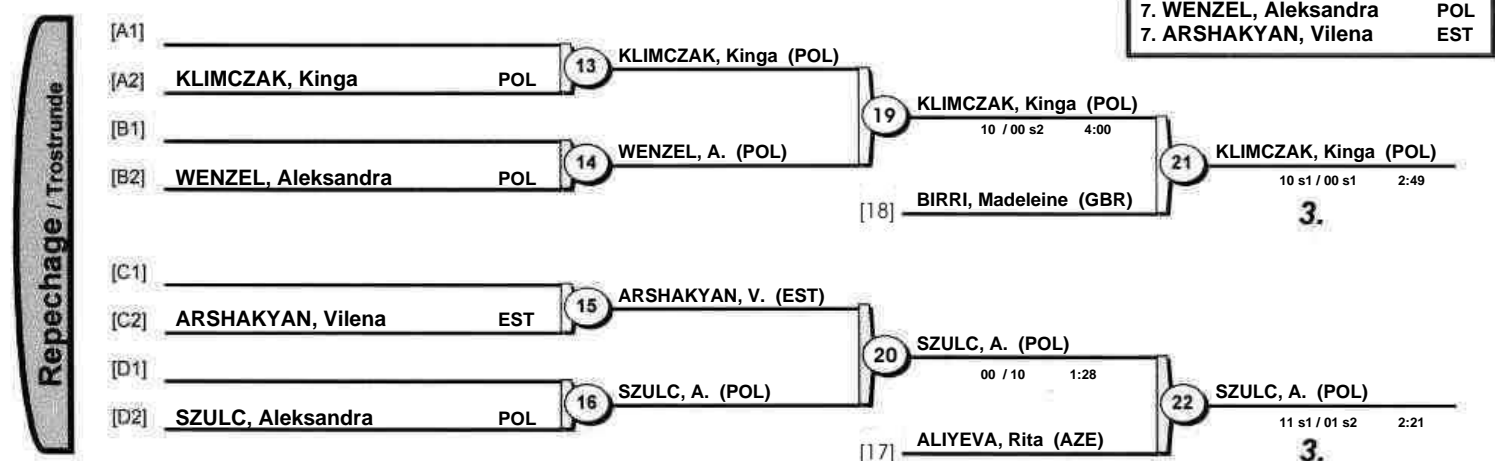 7. WENZEL, Aleksandra POL
7. ARSHAKYAN, Vilena EST
Repechage / Trostrunde
[A1]
[A2] KLIMCZAK, Kinga POL
13
KLIMCZAK, Kinga (POL)
[B1]
[B2] WENZEL, Aleksandra POL
14
WENZEL, A. (POL)
19
KLIMCZAK, Kinga (POL)
10 / 00 s2 4:00
[18] BIRRI, Madeleine (GBR)
21
KLIMCZAK, Kinga (POL)
10 s1 / 00 s1 2:49
3.
[C1]
[C2] ARSHAKYAN, Vilena EST
15
ARSHAKYAN, V. (EST)
[D1]
[D2] SZULC, Aleksandra POL
16
SZULC, A. (POL)
20
SZULC, A. (POL)
00 / 10 1:28
[17] ALIYEVA, Rita (AZE)
22
SZULC, A. (POL)
11 s1 / 01 s2 2:21
3.